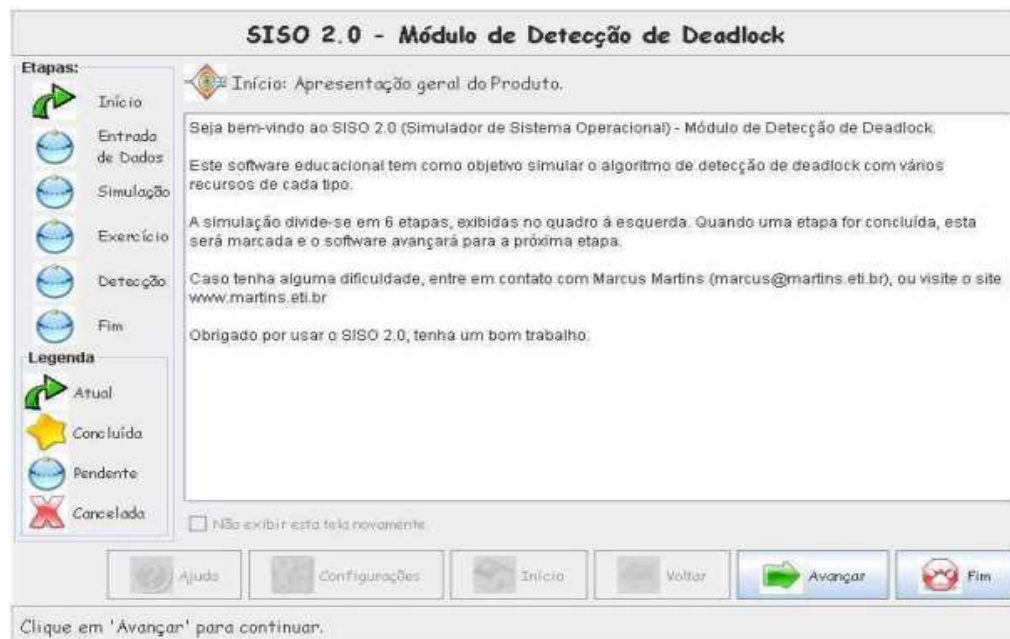 SISO 2.0 - Módulo de Detecção de Deadlock
Etapas:
Início
Entrada
de Dados
Simulação
Exercício
Detecção
Fim
Legenda
Atual
Concluída
Pendente
Cancelada
Início: Apresentação geral do Produto.
Seja bem-vindo ao SISO 2.0 (Simulador de Sistema Operacional) - Módulo de Detecção de Deadlock.
Este software educacional tem como objetivo simular o algoritmo de detecção de deadlock com vários
recursos de cada tipo.
A simulação divide-se em 6 etapas, exibidas no quadro á esquerda. Quando uma etapa for concluída, esta
será marcada e o software avançará para a próxima etapa.
Caso tenha alguma dificuldade, entre em contato com Marcus Martins (marcus@martins.eti.br), ou visite o site
www.martins.eti.br
Obrigado por usar o SISO 2.0, tenha um bom trabalho.
Não exibir esta tela novamente
Ajuda
Configurações
Início
Voltar
Avançar
Fim
Clique em 'Avançar' para continuar.